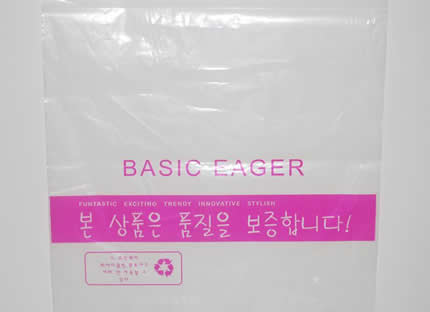 BASIC EAGER
FUNTASTIC EXCITING TRENDY INNOVATIVE STYLISH
본 상품은 품질을 보증합니다!